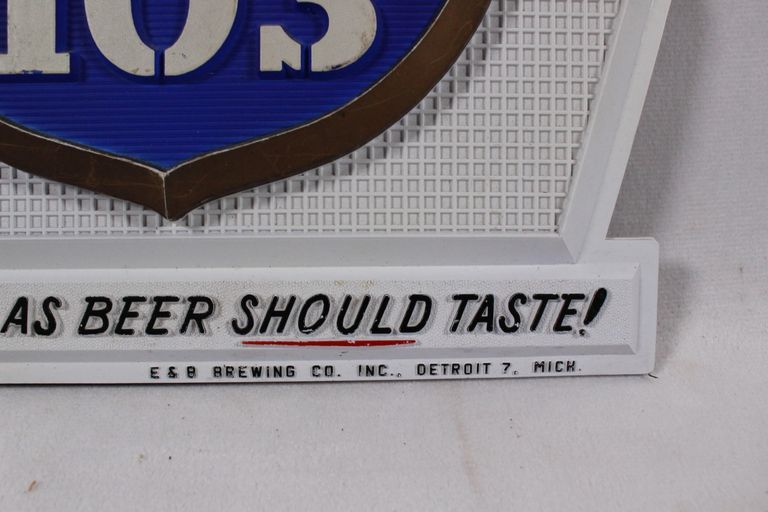 AS BEER SHOULD TASTE!
E & B BREWING CO. INC., DETROIT 7, MICH.